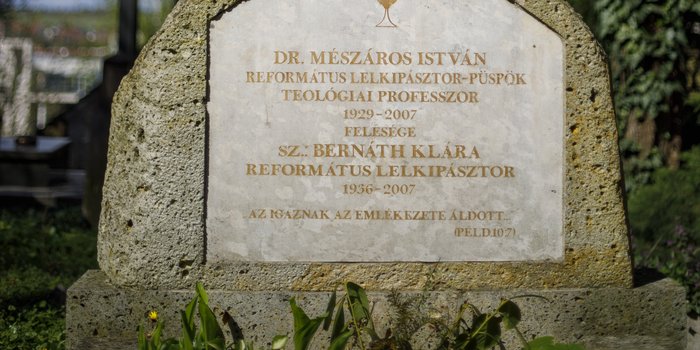 DR. MÉSZÁROS ISTVÁN
REFORMÁTUS LELKIPÁSZTOR-PÜSPÖK
TEOLÓGIAI PROFESSZOR
1929-2007
FELESÉGE
SZ.: BERNÁTH KLÁRA
REFORMÁTUS LELKIPÁSZTOR
1936-2007
AZ IGAZNAK AZ EMLÉKEZETE ÁLDOTT...
(PÉLD.10:7)